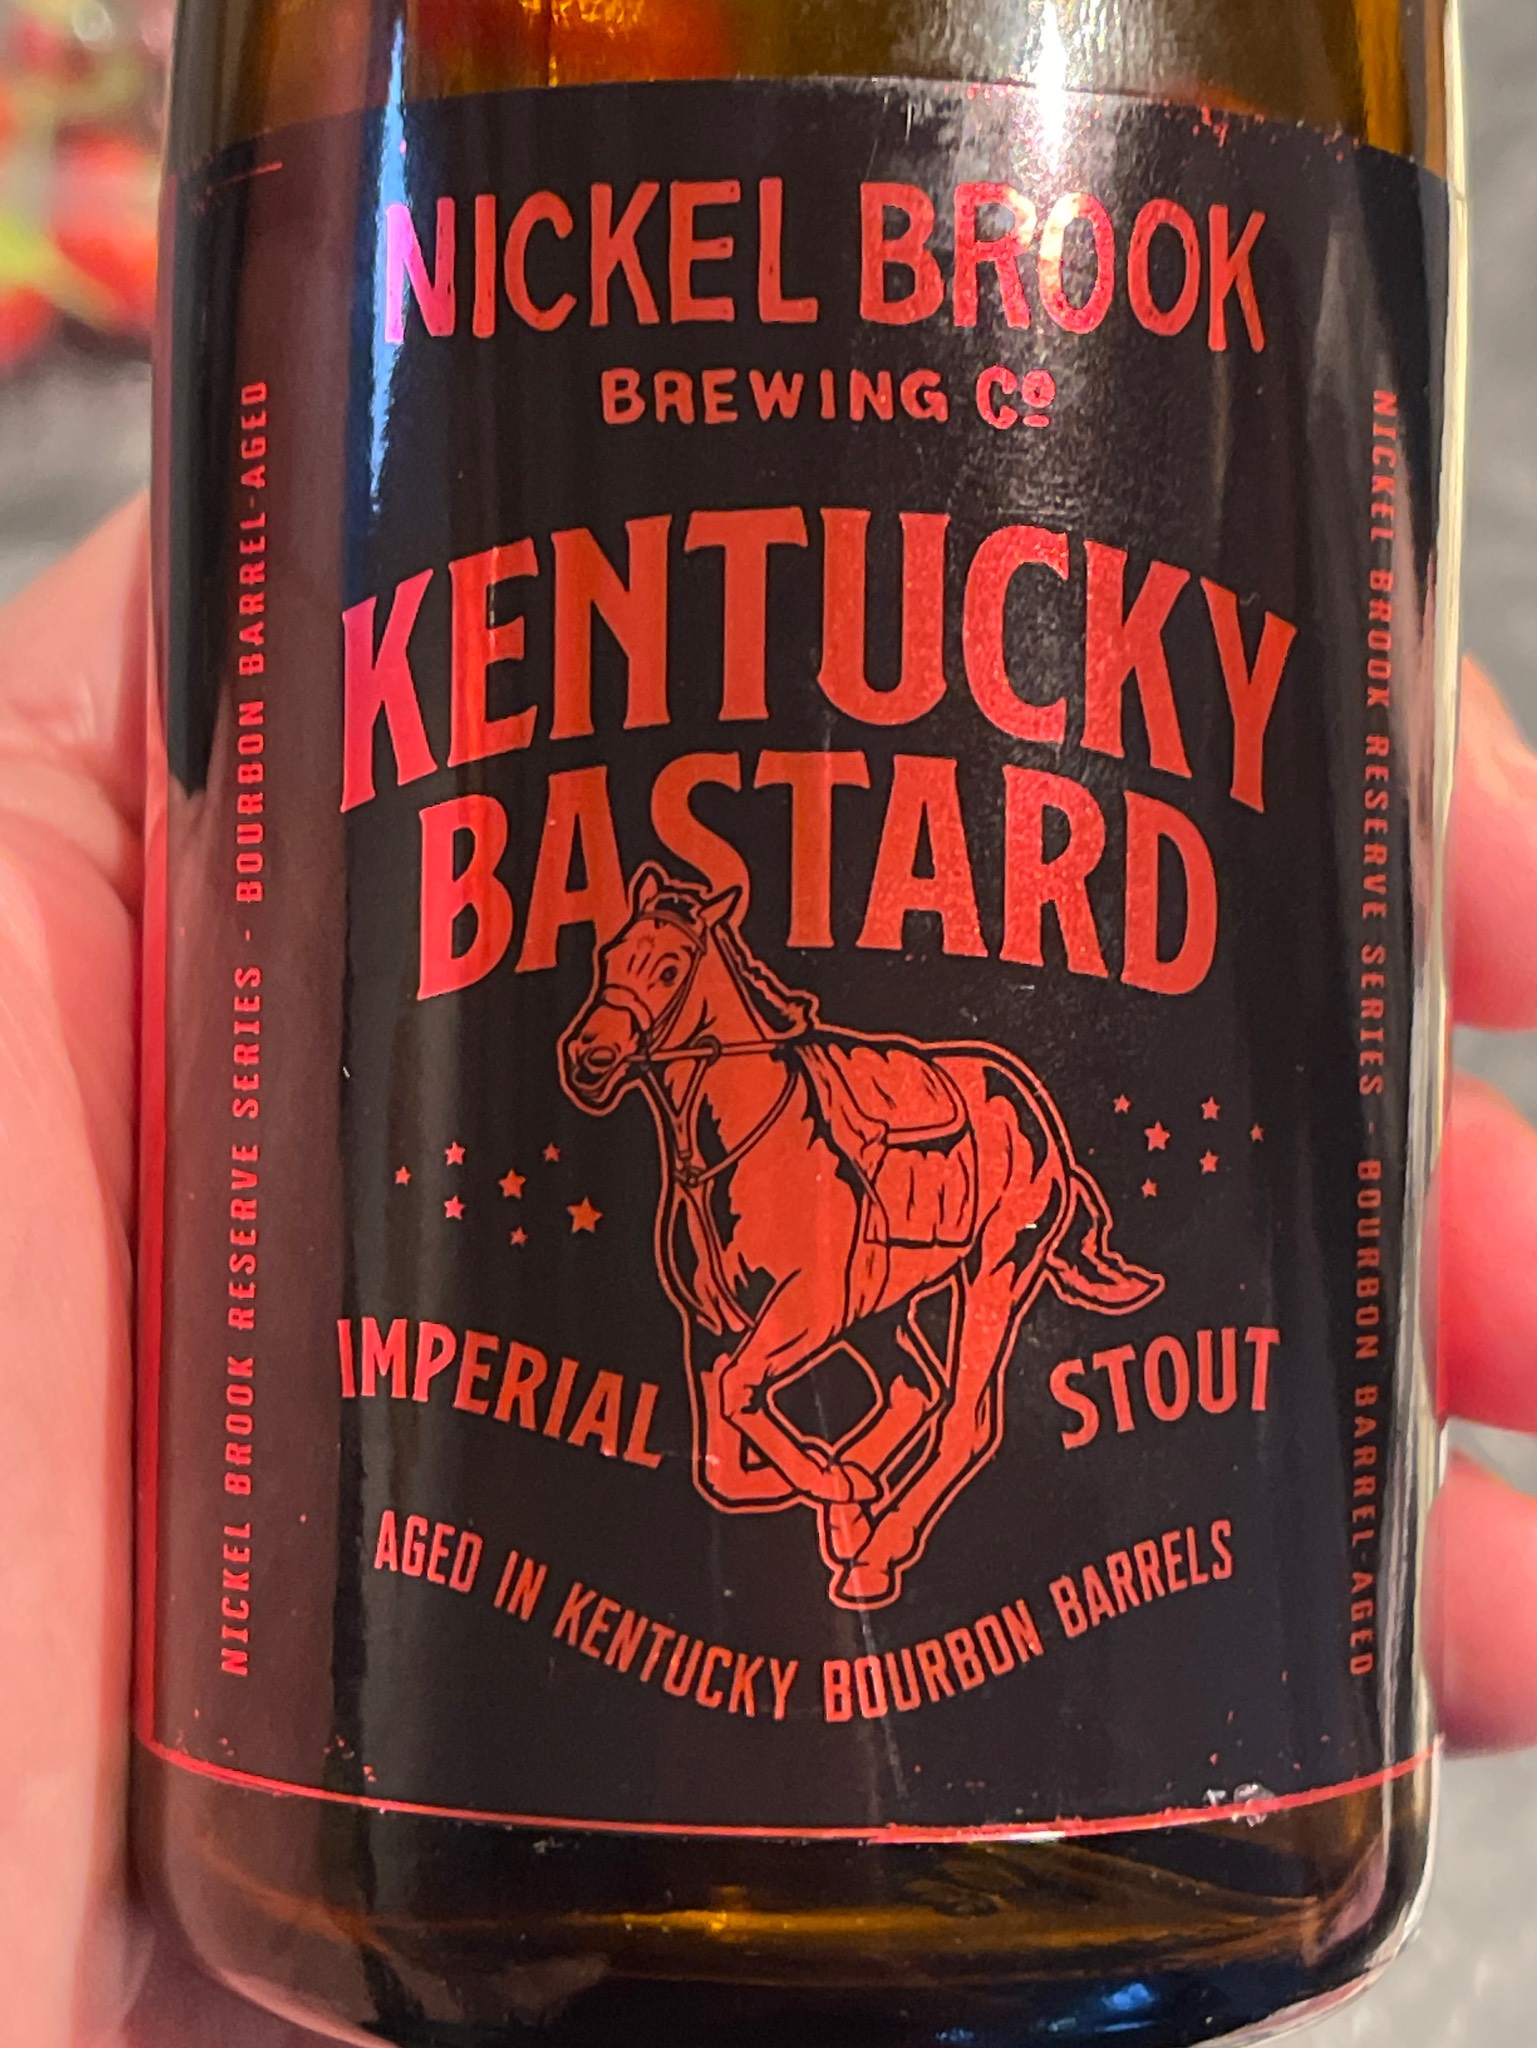 NICKEL BROOK
BREWING Cº
KENTUCKY
BASTARD
IMPERIAL STOUT
AGED IN KENTUCKY BOURBON BARRELS
NICKEL BROOK RESERVE SERIES - BOURBON BARREL-AGED
NICKEL BROOK RESERVE SERIES - BOURBON BARREL-AGED